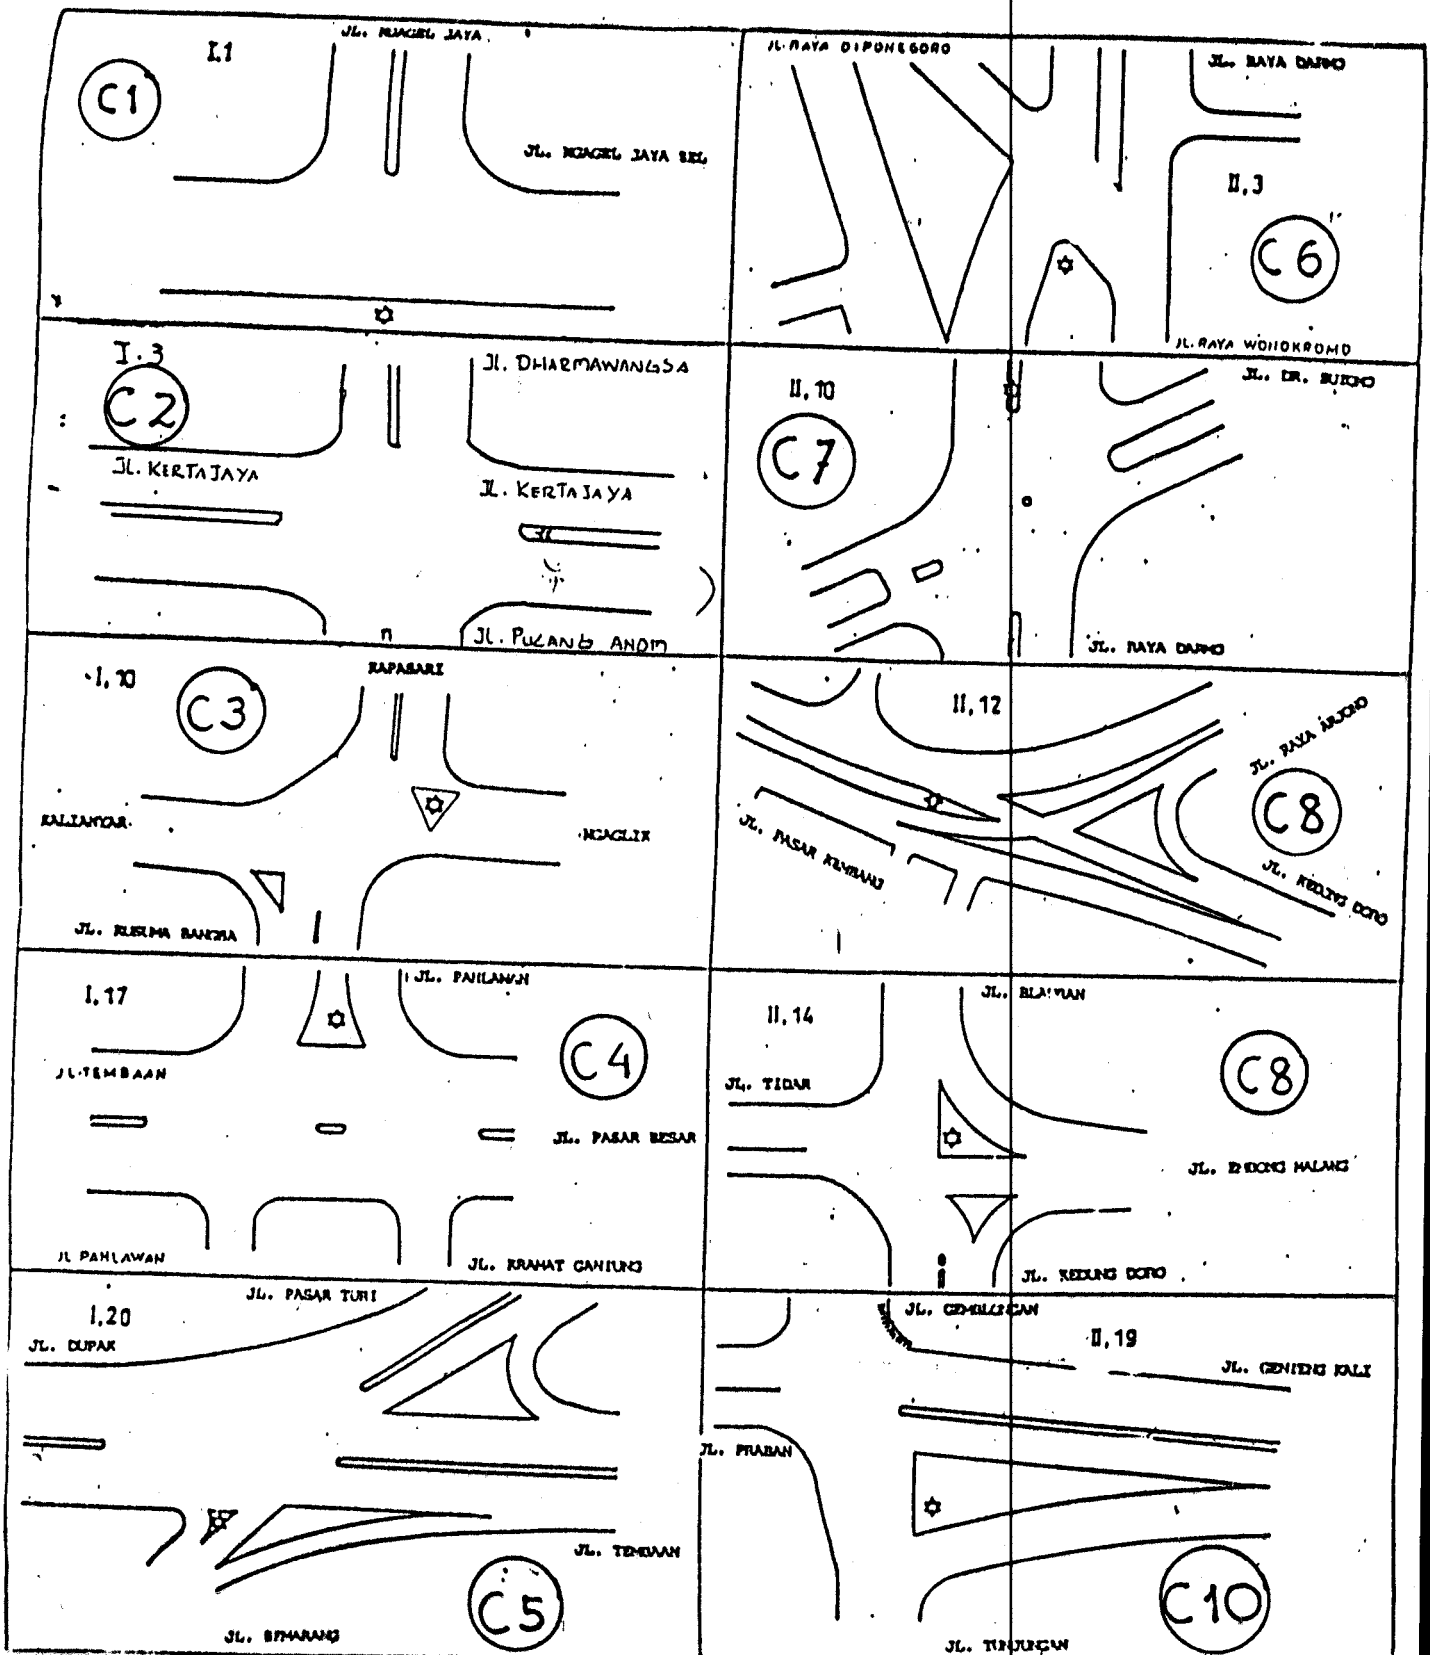 JL. NGAGEL JAYA
I.1
C1
JL. NGAGEL JAYA SEL
I.3
C2
JL. DHARMAWANGSA
JL. KERTAJAYA
JL. KERTAJAYA
JL. PUCANG ANOM
I,10
C3
KAPASARI
KALIANYAR
NGAGLIK
JL. KUSUMA BANGSA
I,17
JL. PAHLAWAN
C4
JL. TEMBAAN
JL. PASAR BESAR
JL PAHLAWAN
JL. KRAMAT GANTUNG
I,20
JL. PASAR TURI
JL. DUPAK
JL. TEMBAAN
C5
JL. SEMARANG
JL. RAYA DIPONEGORO
JL. RAYA DARMO
II,3
C6
JL. RAYA WONOKROMO
II,10
JL. DR. SUTOMO
C7
JL. RAYA DARMO
II,12
JL. RAYA ARJONO
C8
JL. PASAR KEMBANG
JL. KEDUNG DORO
II,14
JL. BLAURAN
C8
JL. TIDAR
JL. EMBONG MALANG
JL. KEDUNG DORO
JL. GEMBLONGAN
II,19
JL. GENTENG KALI
JL. PRABAN
C10
JL. TUNJUNGAN